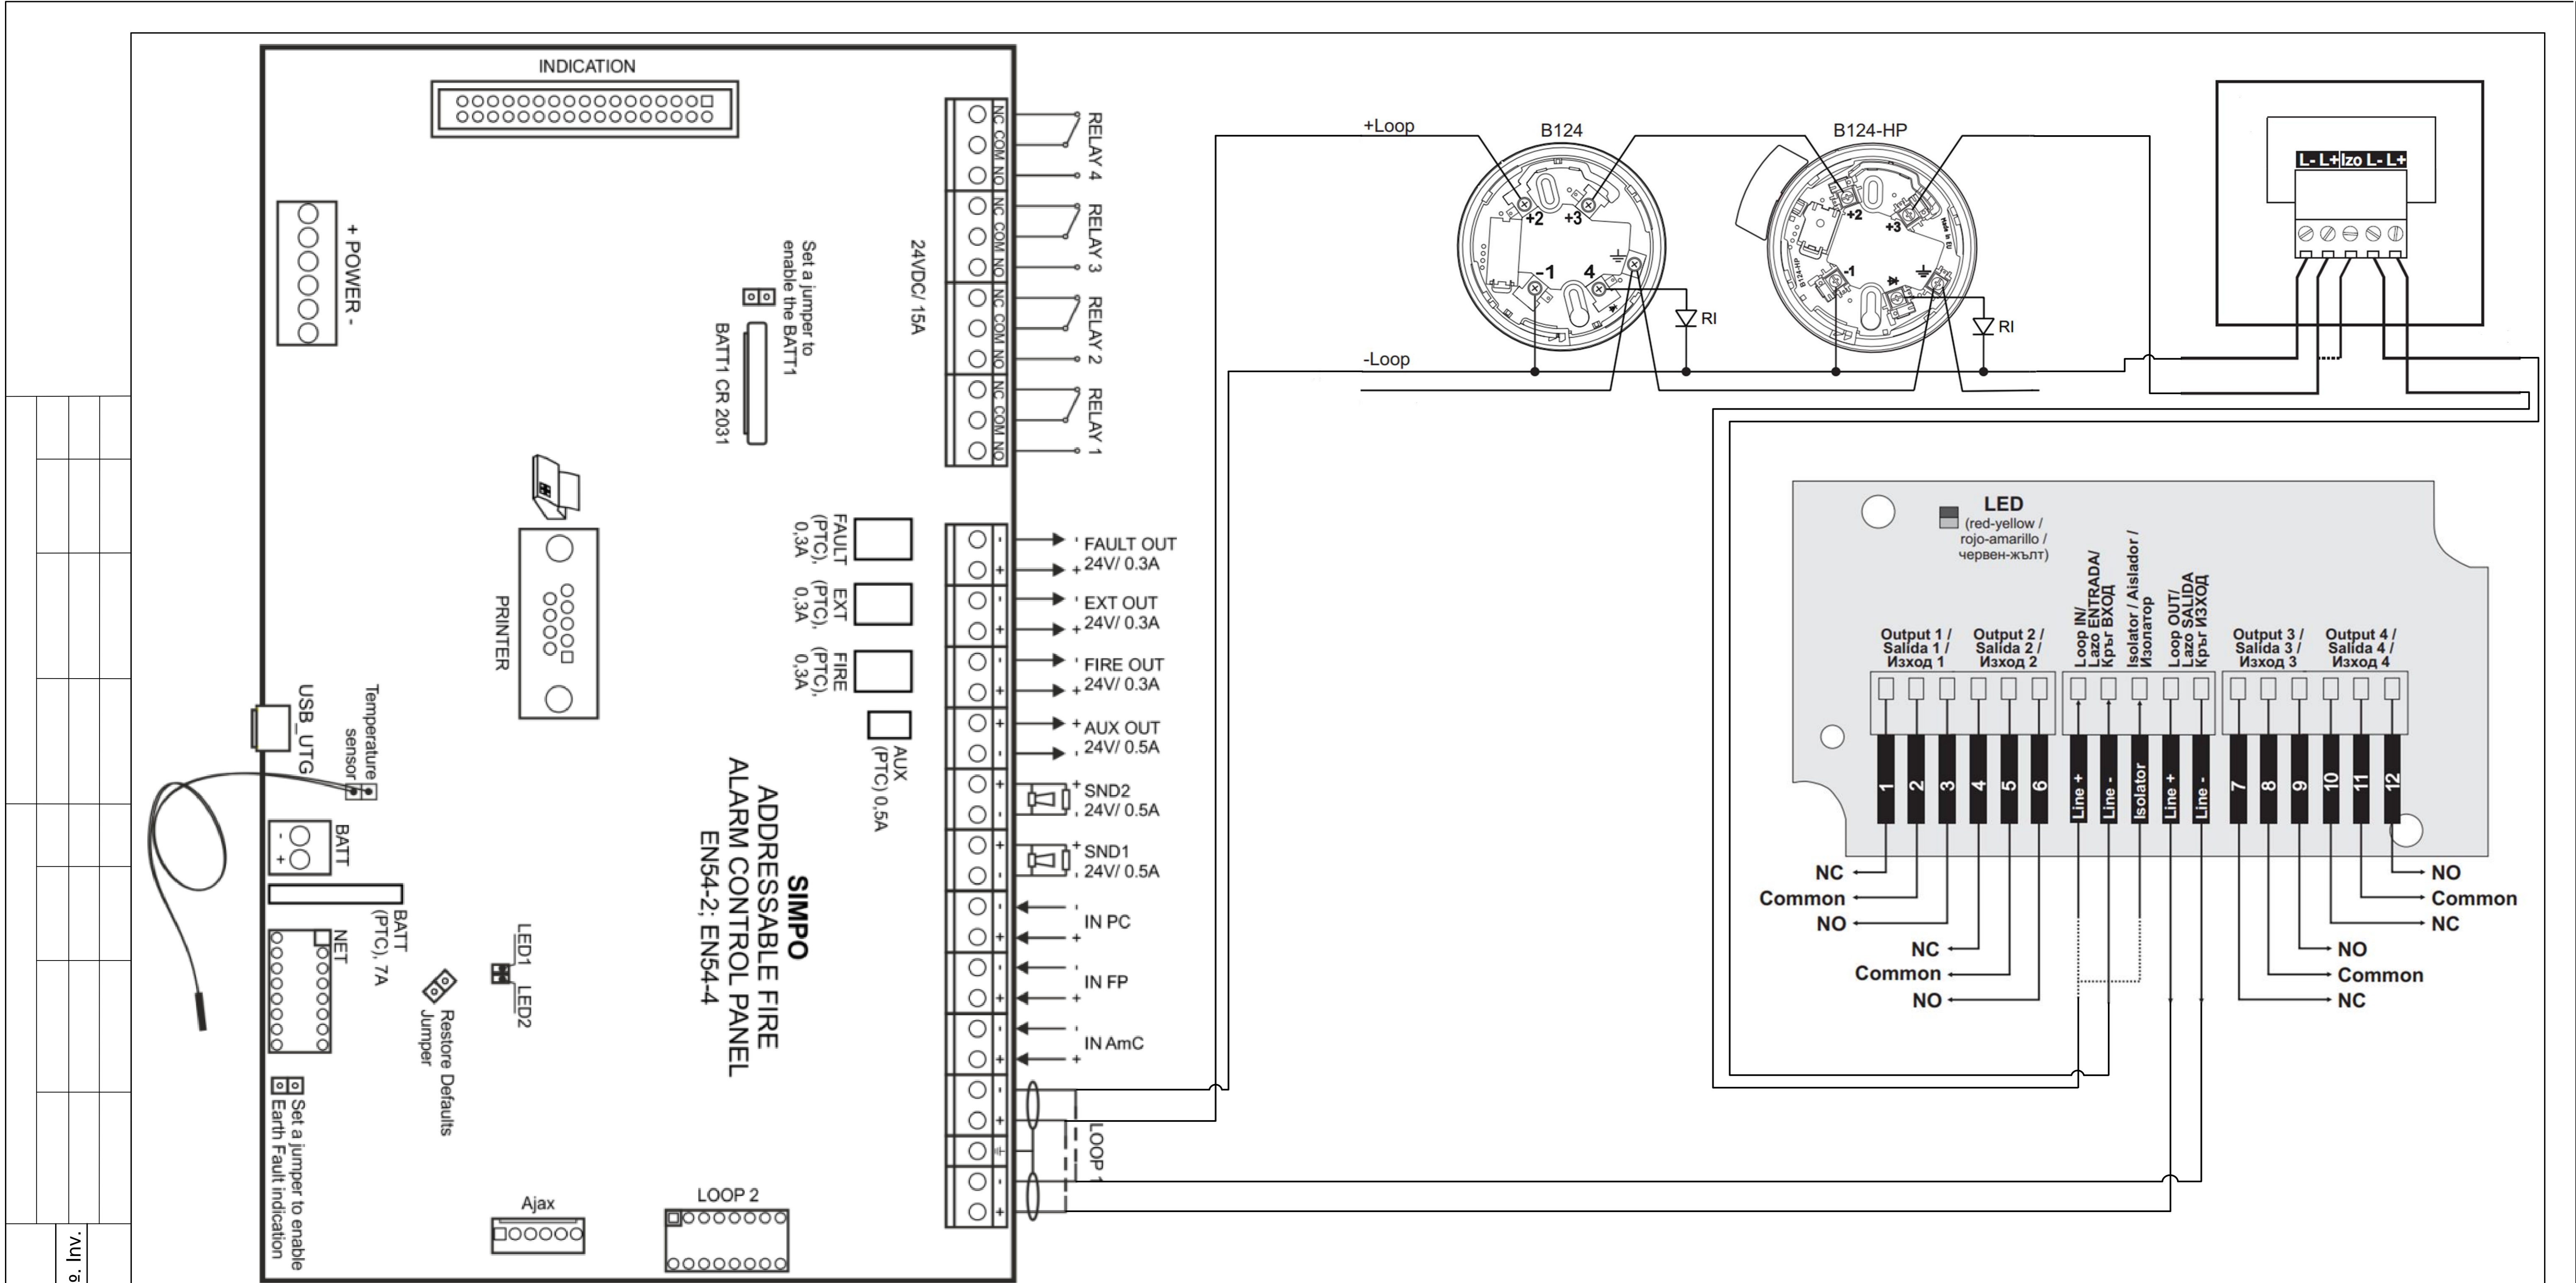 INDICATION
+ POWER -
NC COM NO
RELAY 4
NC COM NO
RELAY 3
NC COM NO
RELAY 2
NC COM NO
RELAY 1
24VDC/ 15A
Set a jumper to
enable the BATT1
BATT1 CR 2031
PRINTER
FAULT
(PTC),
0,3A
EXT
(PTC),
0,3A
FIRE
(PTC),
0,3A
AUX
(PTC) 0,5A
- FAULT OUT
+ 24V/ 0.3A
- EXT OUT
+ 24V/ 0.3A
- FIRE OUT
+ 24V/ 0.3A
+ AUX OUT
- 24V/ 0.5A
+ SND2
- 24V/ 0.5A
+ SND1
- 24V/ 0.5A
- IN PC
+
- IN FP
+
- IN AmC
+
LOOP 1
USB_UTG
Temperature
sensor
BATT
- +
BATT
(PTC), 7A
NET
LED1
LED2
Restore Defaults
Jumper
Set a jumper to enable
Earth Fault indication
SIMPO
ADDRESSABLE FIRE
ALARM CONTROL PANEL
EN54-2; EN54-4
Ajax
LOOP 2
+Loop
B124
B124-HP
+2 +3
-1 4
RI
+2
+3
-1
Made in EU
B124-HP
RI
-Loop
L- L+ Izo L- L+
LED
(red-yellow /
rojo-amarillo /
червен-жълт)
Output 1 /
Salida 1 /
Изход 1
Output 2 /
Salida 2 /
Изход 2
Loop IN/
Lazo ENTRADA/
Кръг ВХОД
Isolator / Aislador /
Изолатор
Loop OUT/
Lazo SALIDA
Кръг ИЗХОД
Output 3 /
Salida 3 /
Изход 3
Output 4 /
Salida 4 /
Изход 4
1 2 3 4 5 6 Line + Line - Isolator Line + Line - 7 8 9 10 11 12
NC
Common
NO
NC
Common
NO
NO
Common
NC
NO
Common
NC
Inv.